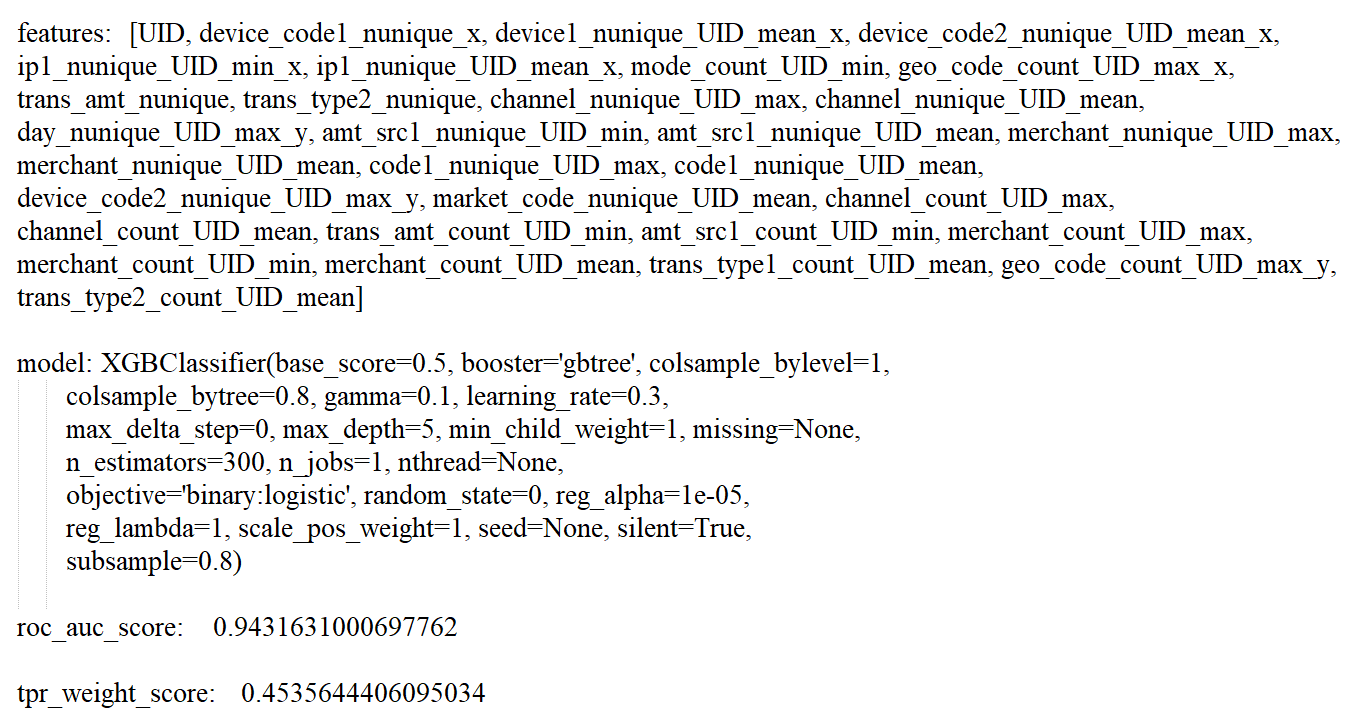 features: [UID, device_code1_nunique_x, device1_nunique_UID_mean_x, device_code2_nunique_UID_mean_x,
ip1_nunique_UID_min_x, ip1_nunique_UID_mean_x, mode_count_UID_min, geo_code_count_UID_max_x,
trans_amt_nunique, trans_type2_nunique, channel_nunique_UID_max, channel_nunique_UID_mean,
day_nunique_UID_max_y, amt_src1_nunique_UID_min, amt_src1_nunique_UID_mean, merchant_nunique_UID_max,
merchant_nunique_UID_mean, code1_nunique_UID_max, code1_nunique_UID_mean,
device_code2_nunique_UID_max_y, market_code_nunique_UID_mean, channel_count_UID_max,
channel_count_UID_mean, trans_amt_count_UID_min, amt_src1_count_UID_min, merchant_count_UID_max,
merchant_count_UID_min, merchant_count_UID_mean, trans_type1_count_UID_mean, geo_code_count_UID_max_y,
trans_type2_count_UID_mean]
model: XGBClassifier(base_score=0.5, booster='gbtree', colsample_bylevel=1,
colsample_bytree=0.8, gamma=0.1, learning_rate=0.3,
max_delta_step=0, max_depth=5, min_child_weight=1, missing=None,
n_estimators=300, n_jobs=1, nthread=None,
objective='binary:logistic', random_state=0, reg_alpha=1e-05,
reg_lambda=1, scale_pos_weight=1, seed=None, silent=True,
subsample=0.8)
roc_auc_score: 0.9431631000697762
tpr_weight_score: 0.4535644406095034